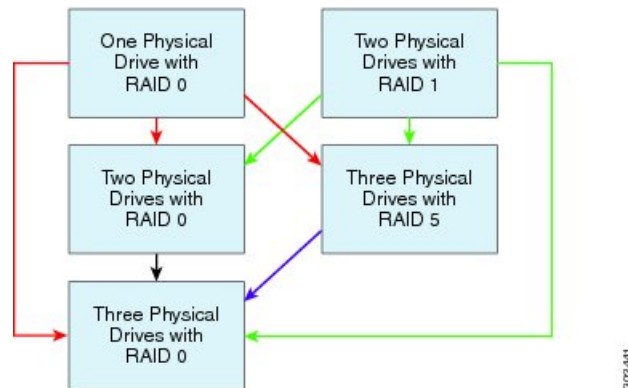 One Physical
Drive with
RAID 0
Two Physical
Drives with
RAID 1
Two Physical
Drives with
RAID 0
Three Physical
Drives with
RAID 5
Three Physical
Drives with
RAID 0